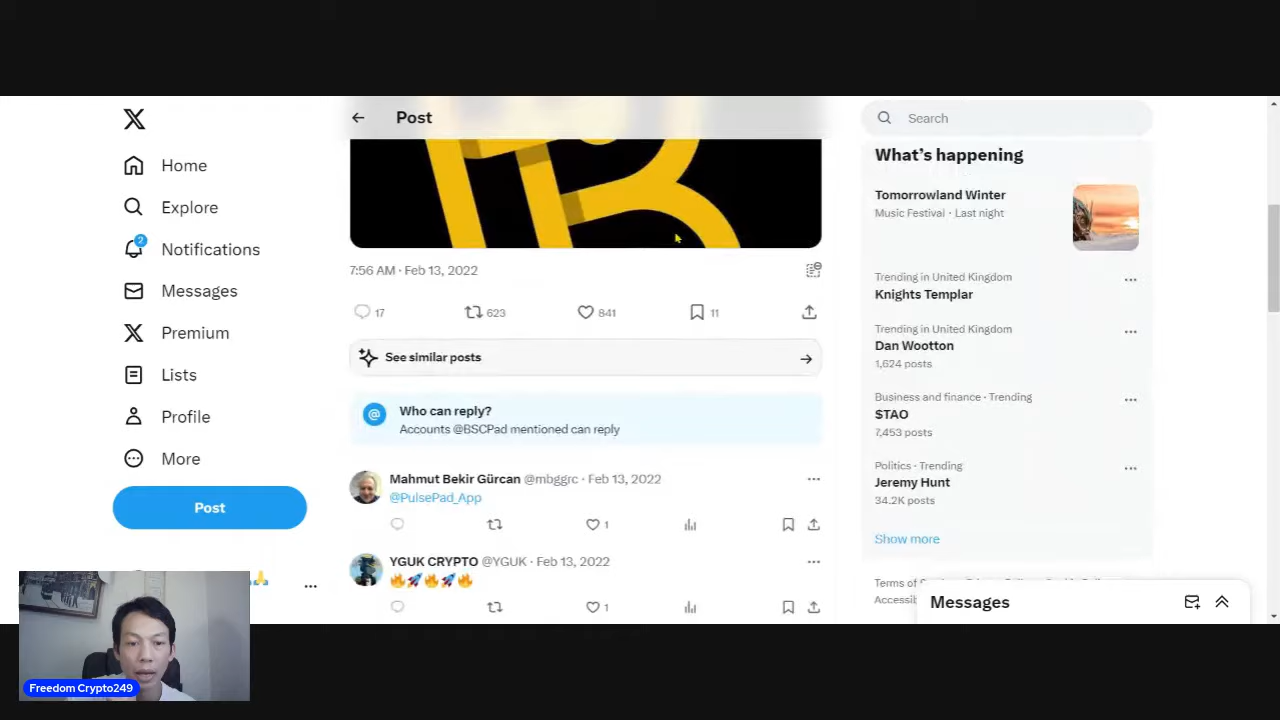 Home
Explore
2
Notifications
Messages
Premium
Lists
Profile
More
Post
Freedom Crypto249
Post
7:56 AM · Feb 13, 2022
17 623 841 11
See similar posts
Who can reply?
Accounts @BSCPad mentioned can reply
Mahmut Bekir Gürcan @mbggrc · Feb 13, 2022
@PulsePad_App
1
YGUK CRYPTO @YGUK · Feb 13, 2022
🔥🚀🔥🚀🔥
1
Search
What's happening
Tomorrowland Winter
Music Festival · Last night
Trending in United Kingdom
Knights Templar
Trending in United Kingdom
Dan Wootton
1,624 posts
Business and finance · Trending
$TAO
7,453 posts
Politics · Trending
Jeremy Hunt
34.2K posts
Show more
Terms of
Messages